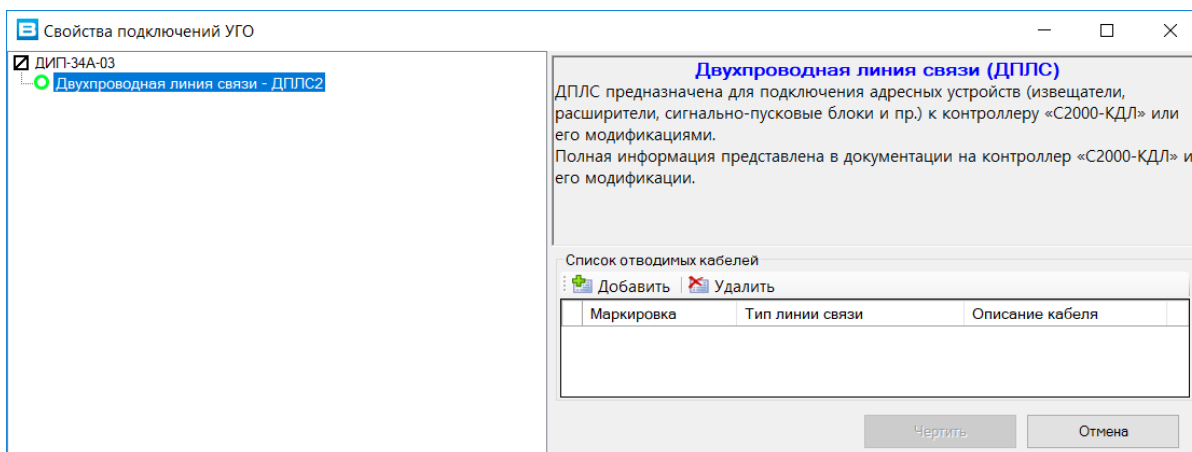 Свойства подключений УГО
ДИП-34А-03
Двухпроводная линия связи - ДПЛС2
Двухпроводная линия связи (ДПЛС)
ДПЛС предназначена для подключения адресных устройств (извещатели,
расширители, сигнально-пусковые блоки и пр.) к контроллеру «С2000-КДЛ» или
его модификациями.
Полная информация представлена в документации на контроллер «С2000-КДЛ» и
его модификации.
Список отводимых кабелей
Добавить Удалить
Маркировка Тип линии связи Описание кабеля
Чертить Отмена